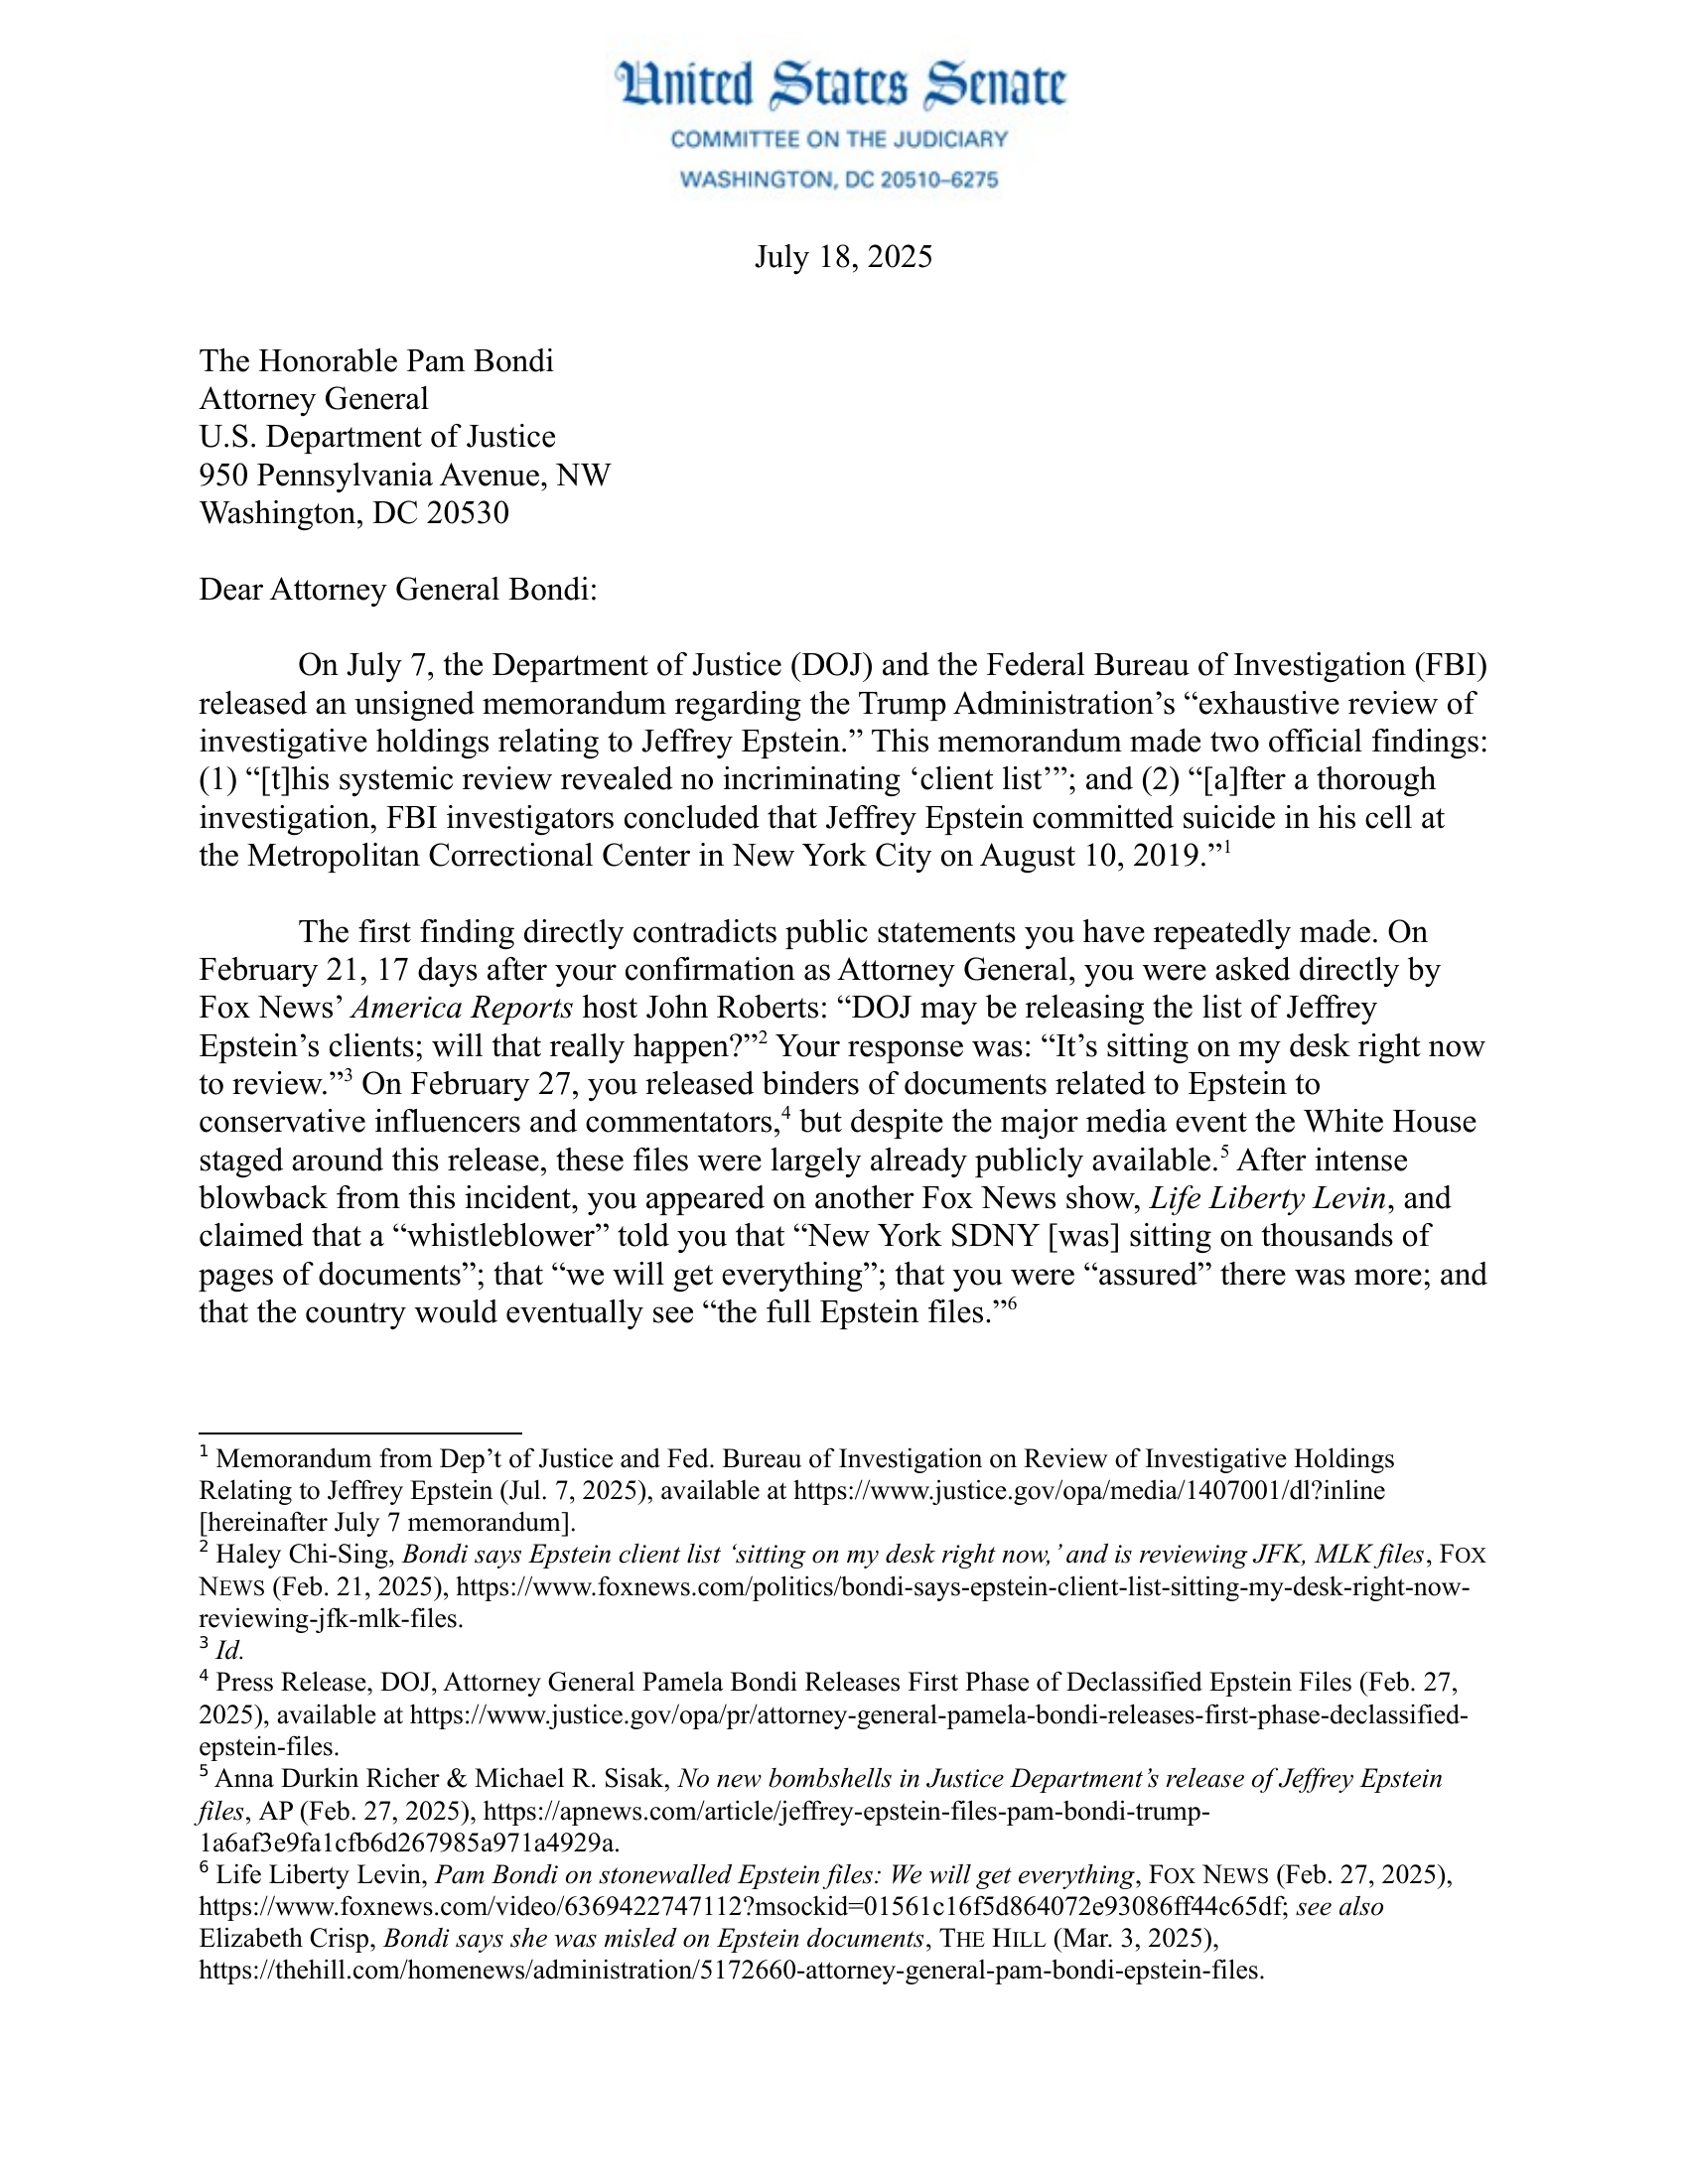 United States Senate
COMMITTEE ON THE JUDICIARY
WASHINGTON, DC 20510–6275
July 18, 2025
The Honorable Pam Bondi
Attorney General
U.S. Department of Justice
950 Pennsylvania Avenue, NW
Washington, DC 20530
Dear Attorney General Bondi:
On July 7, the Department of Justice (DOJ) and the Federal Bureau of Investigation (FBI)
released an unsigned memorandum regarding the Trump Administration’s “exhaustive review of
investigative holdings relating to Jeffrey Epstein.” This memorandum made two official findings:
(1) “[t]his systemic review revealed no incriminating ‘client list’”; and (2) “[a]fter a thorough
investigation, FBI investigators concluded that Jeffrey Epstein committed suicide in his cell at
the Metropolitan Correctional Center in New York City on August 10, 2019.”1
The first finding directly contradicts public statements you have repeatedly made. On
February 21, 17 days after your confirmation as Attorney General, you were asked directly by
Fox News’ America Reports host John Roberts: “DOJ may be releasing the list of Jeffrey
Epstein’s clients; will that really happen?”2 Your response was: “It’s sitting on my desk right now
to review.”3 On February 27, you released binders of documents related to Epstein to
conservative influencers and commentators,4 but despite the major media event the White House
staged around this release, these files were largely already publicly available.5 After intense
blowback from this incident, you appeared on another Fox News show, Life Liberty Levin, and
claimed that a “whistleblower” told you that “New York SDNY [was] sitting on thousands of
pages of documents”; that “we will get everything”; that you were “assured” there was more; and
that the country would eventually see “the full Epstein files.”6
1 Memorandum from Dep’t of Justice and Fed. Bureau of Investigation on Review of Investigative Holdings
Relating to Jeffrey Epstein (Jul. 7, 2025), available at https://www.justice.gov/opa/media/1407001/dl?inline
[hereinafter July 7 memorandum].
2 Haley Chi-Sing, Bondi says Epstein client list ‘sitting on my desk right now,’ and is reviewing JFK, MLK files, FOX
NEWS (Feb. 21, 2025), https://www.foxnews.com/politics/bondi-says-epstein-client-list-sitting-my-desk-right-now-
reviewing-jfk-mlk-files.
3 Id.
4 Press Release, DOJ, Attorney General Pamela Bondi Releases First Phase of Declassified Epstein Files (Feb. 27,
2025), available at https://www.justice.gov/opa/pr/attorney-general-pamela-bondi-releases-first-phase-declassified-
epstein-files.
5 Anna Durkin Richer & Michael R. Sisak, No new bombshells in Justice Department’s release of Jeffrey Epstein
files, AP (Feb. 27, 2025), https://apnews.com/article/jeffrey-epstein-files-pam-bondi-trump-
1a6af3e9fa1cfb6d267985a971a4929a.
6 Life Liberty Levin, Pam Bondi on stonewalled Epstein files: We will get everything, FOX NEWS (Feb. 27, 2025),
https://www.foxnews.com/video/6369422747112?msockid=01561c16f5d864072e93086ff44c65df; see also
Elizabeth Crisp, Bondi says she was misled on Epstein documents, THE HILL (Mar. 3, 2025),
https://thehill.com/homenews/administration/5172660-attorney-general-pam-bondi-epstein-files.